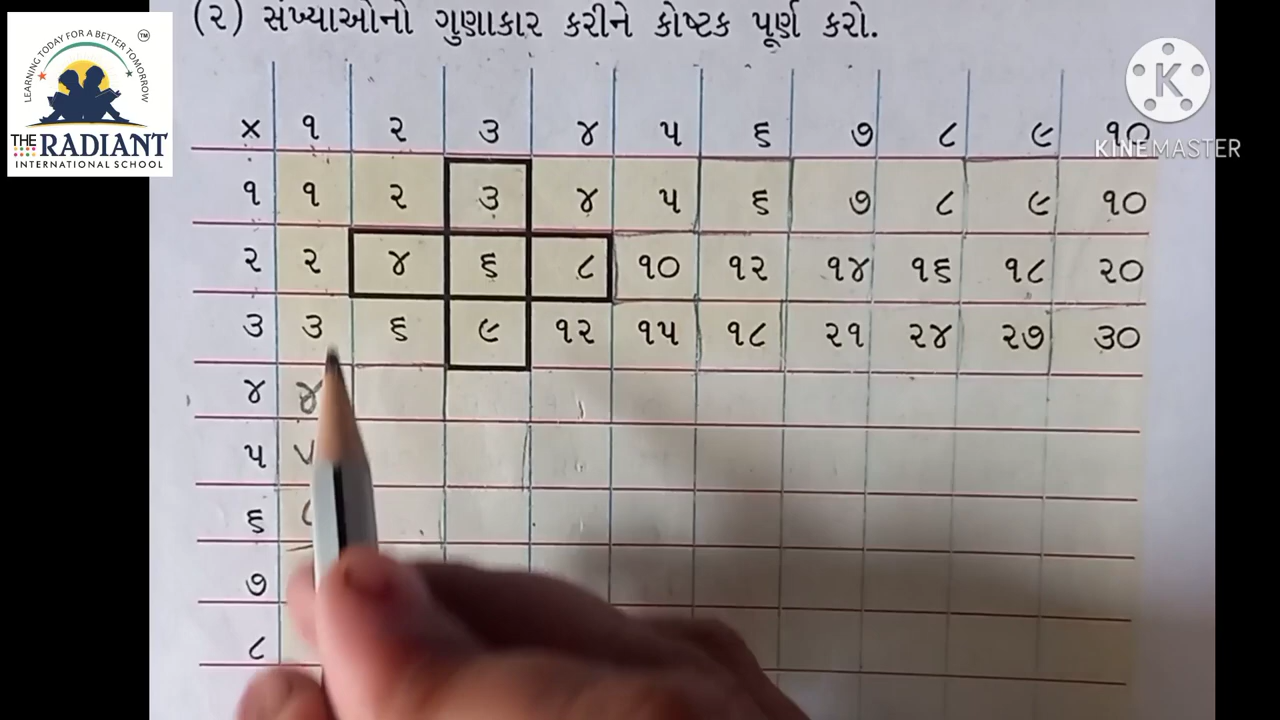 (૨) સંખ્યાઓનો ગુણાકાર કરીને કોષ્ટક પૂર્ણ કરો.
LEARNING TODAY FOR A BETTER TOMORROW
TM
THE RADIANT
INTERNATIONAL SCHOOL
K
KINEMASTER
× ૧ ૨ ૩ ૪ ૫ ૬ ૭ ૮ ૯ ૧૦
૧ ૧ ૨ ૩ ૪ ૫ ૬ ૭ ૮ ૯ ૧૦
૨ ૨ ૪ ૬ ૮ ૧૦ ૧૨ ૧૪ ૧૬ ૧૮ ૨૦
૩ ૩ ૬ ૯ ૧૨ ૧૫ ૧૮ ૨૧ ૨૪ ૨૭ ૩૦
૪ ૪
૫
૬
૭
૮